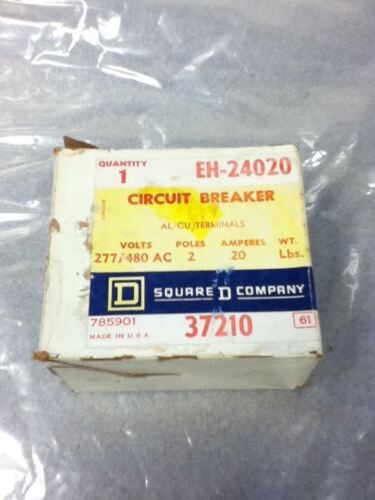 QUANTITY
1
EH-24020
CIRCUIT BREAKER
AL/CU TERMINALS
VOLTS POLES AMPERES WT.
277/480 AC 2 20 Lbs.
D SQUARE D COMPANY
785901
MADE IN U.S.A.
37210
61